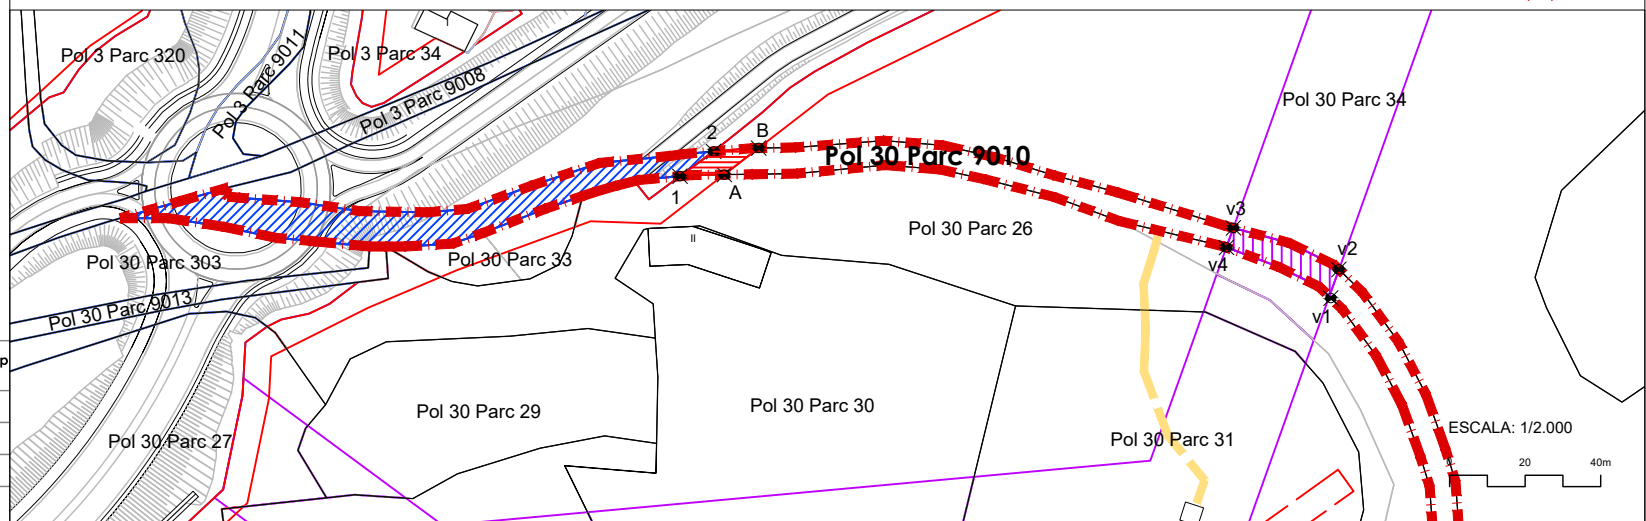 Pol 3 Parc 320
Pol 3 Parc 9011
Pol 3 Parc 34
Pol 3 Parc 9008
Pol 30 Parc 34
2
B
Pol 30 Parc 9010
1
A
v3
Pol 30 Parc 26
II
v2
v4
Pol 30 Parc 303
Pol 30 Parc 33
Pol 30 Parc 9013
v1
p
Pol 30 Parc 29
Pol 30 Parc 30
Pol 30 Parc 27
Pol 30 Parc 31
ESCALA: 1/2.000
0
20
40m